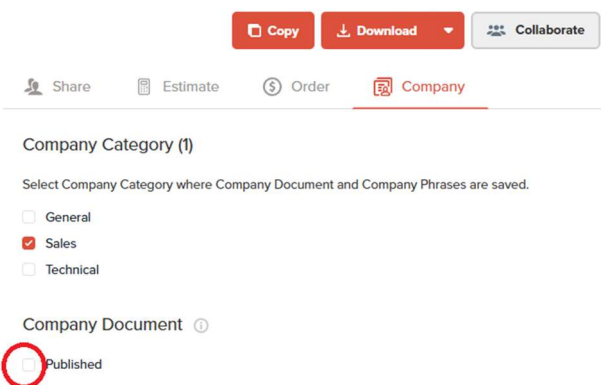 Copy Download Collaborate
Share Estimate Order Company
Company Category (1)
Select Company Category where Company Document and Company Phrases are saved.
General
Sales
Technical
Company Document
Published